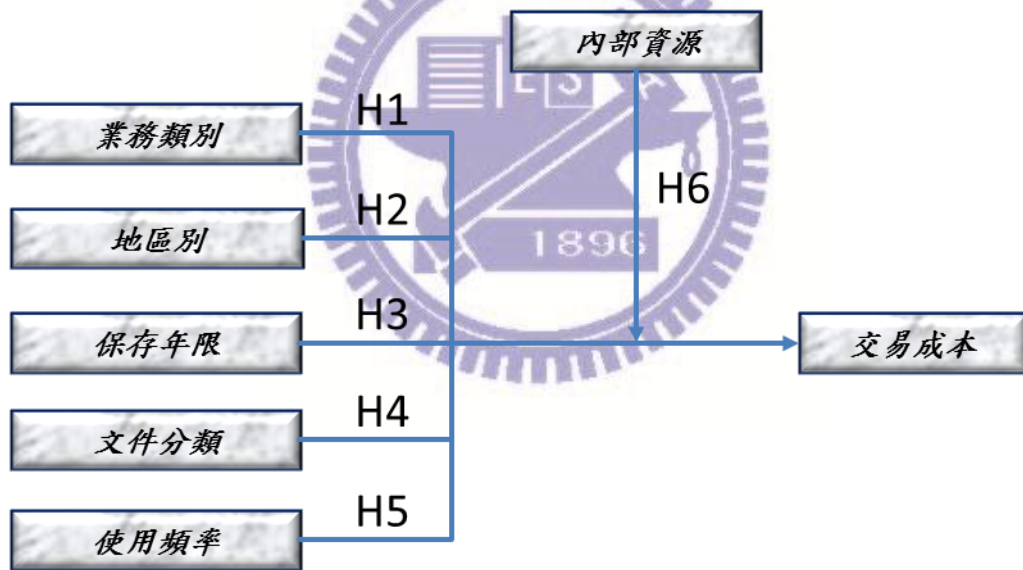 內部資源
E S A
業務類別
H1
地區別
H2
H6
1896
保存年限
H3
交易成本
文件分類
H4
使用頻率
H5